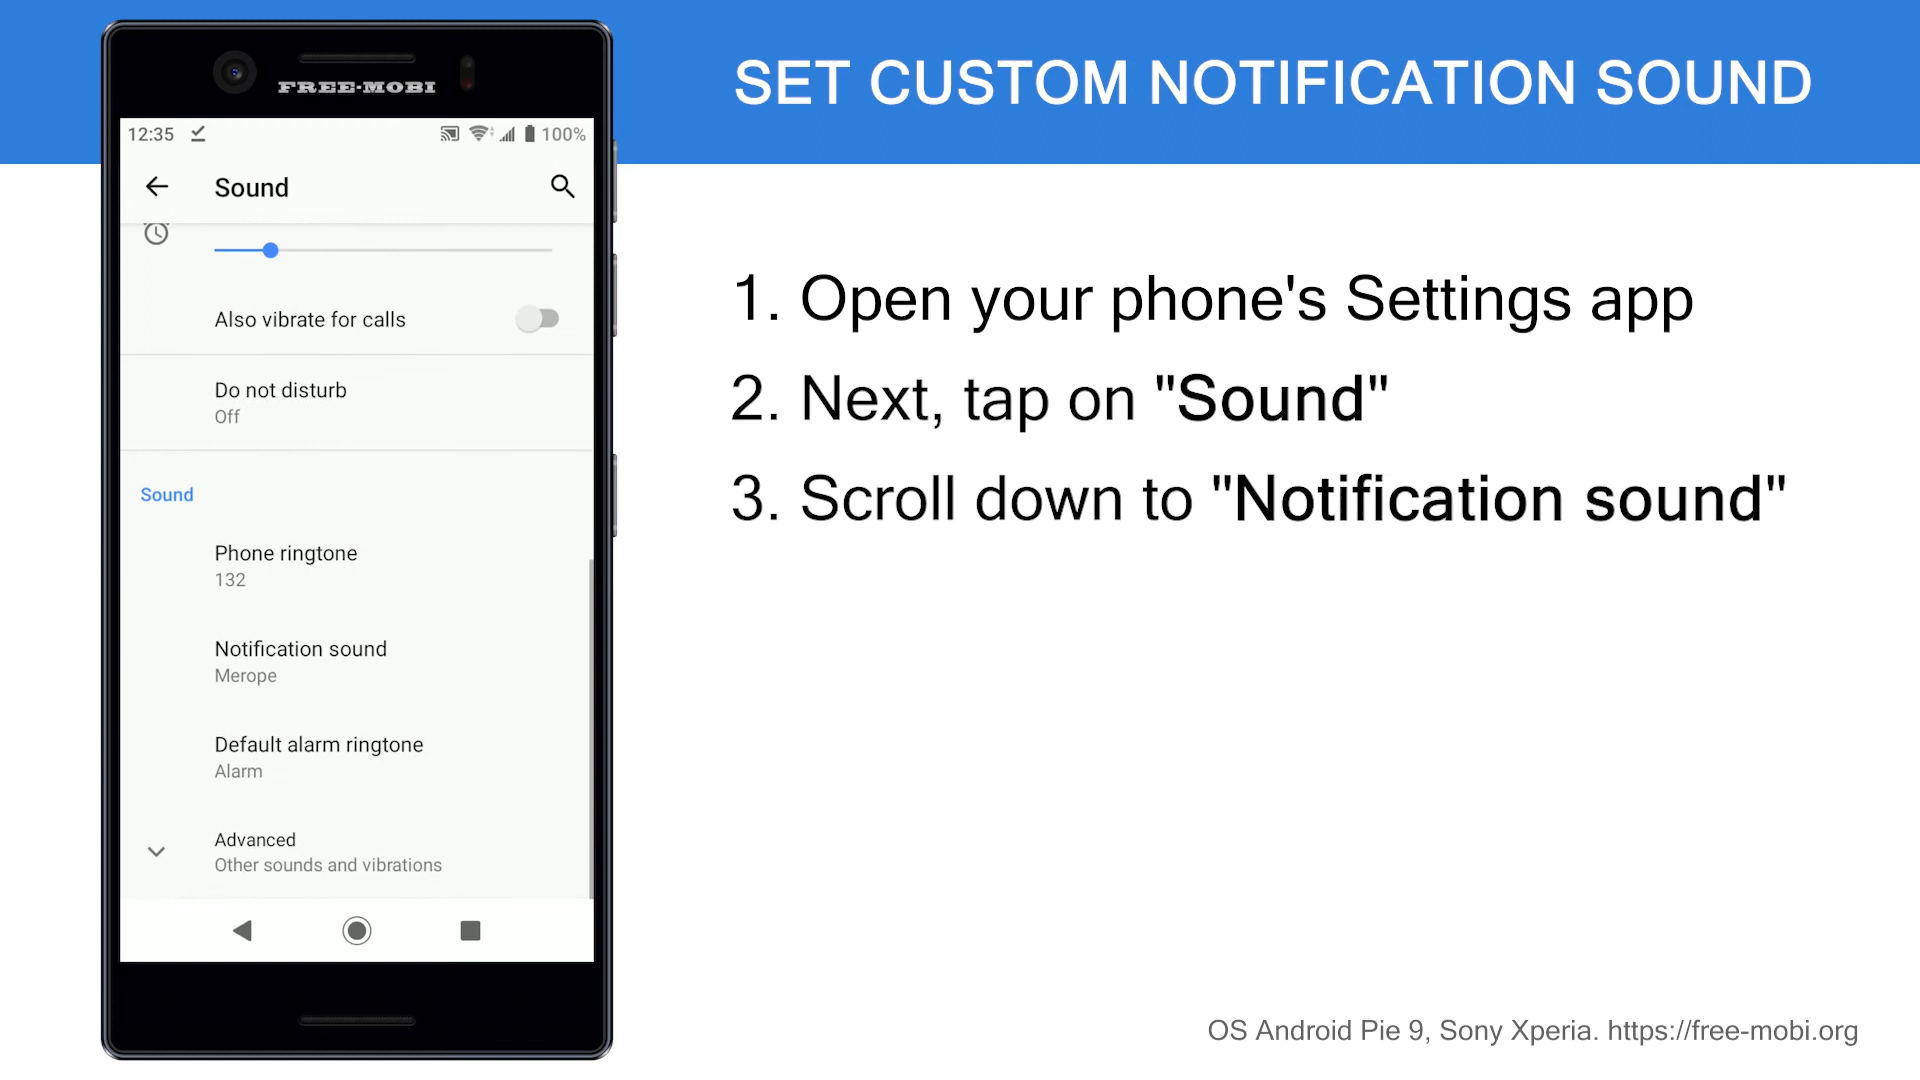 SET CUSTOM NOTIFICATION SOUND
FREE-MOBI
12:35
100%
Sound
Also vibrate for calls
Do not disturb
Off
Sound
Phone ringtone
132
Notification sound
Merope
Default alarm ringtone
Alarm
Advanced
Other sounds and vibrations
1. Open your phone's Settings app
2. Next, tap on "Sound"
3. Scroll down to "Notification sound"
OS Android Pie 9, Sony Xperia. https://free-mobi.org